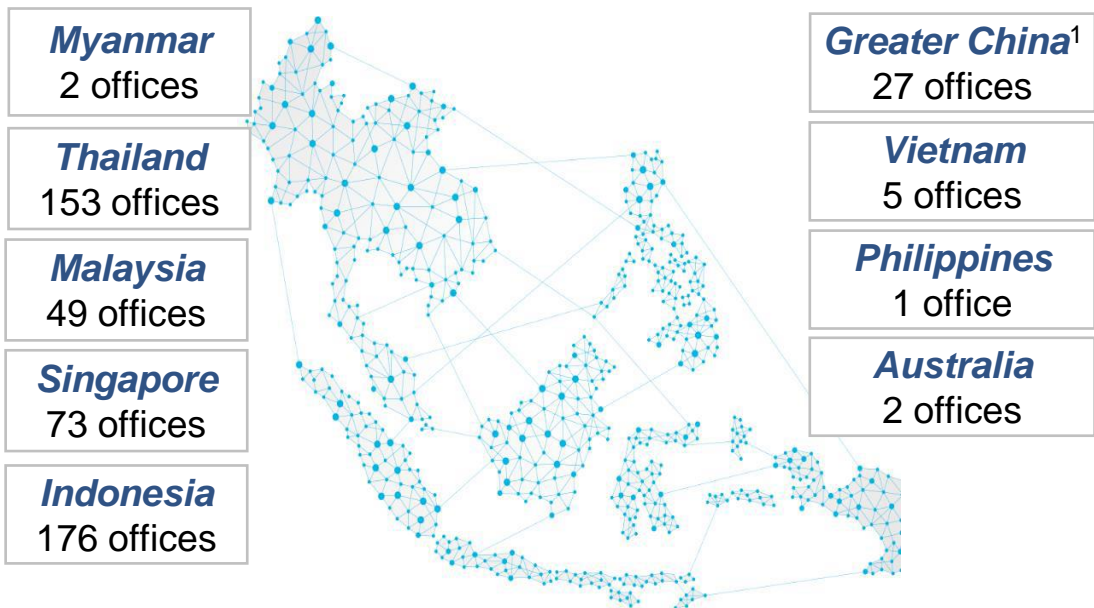 Myanmar
2 offices
Thailand
153 offices
Malaysia
49 offices
Singapore
73 offices
Indonesia
176 offices
Greater China¹
27 offices
Vietnam
5 offices
Philippines
1 office
Australia
2 offices